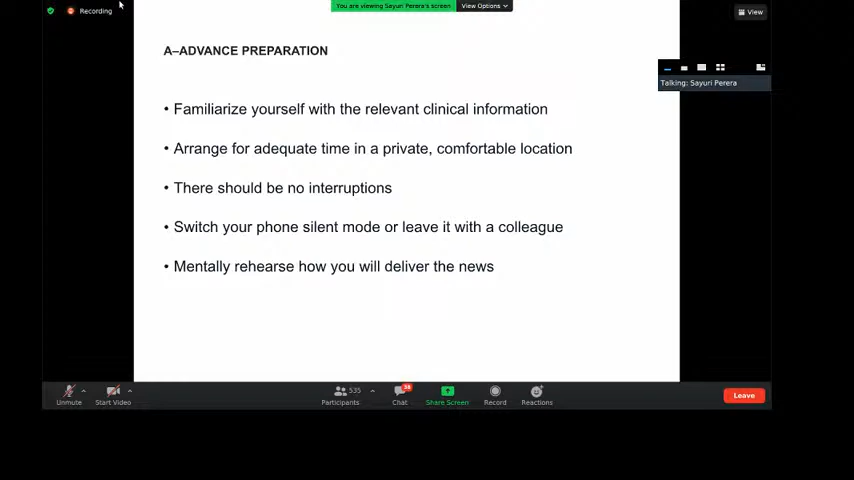 Recording
You are viewing Sayuri Perera's screen
View Options
View
A–ADVANCE PREPARATION
Talking: Sayuri Perera
• Familiarize yourself with the relevant clinical information
• Arrange for adequate time in a private, comfortable location
• There should be no interruptions
• Switch your phone silent mode or leave it with a colleague
• Mentally rehearse how you will deliver the news
Unmute
Start Video
535
Participants
38
Chat
Share Screen
Record
Reactions
Leave